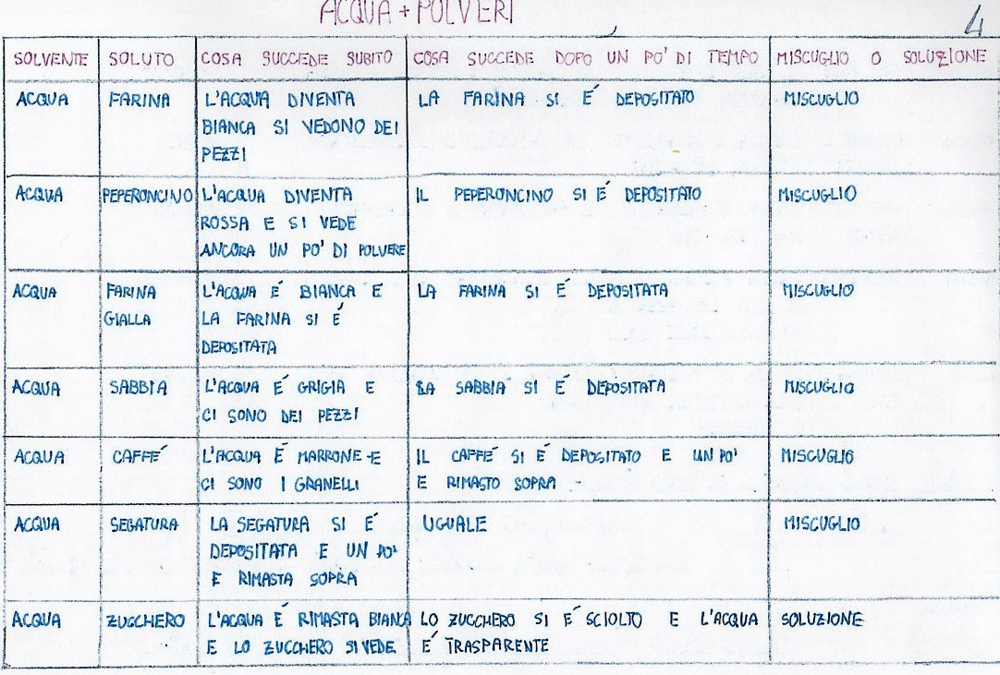 ACQUA + POLVERI
4
SOLVENTE SOLUTO COSA SUCCEDE SUBITO COSA SUCCEDE DOPO UN PO' DI TEMPO MISCUGLIO O SOLUZIONE
ACQUA FARINA L'ACQUA DIVENTA LA FARINA SI É DEPOSITATO MISCUGLIO
BIANCA SI VEDONO DEI
PEZZI
ACQUA PEPERONCINO L'ACQUA DIVENTA IL PEPERONCINO SI É DEPOSITATO MISCUGLIO
ROSSA E SI VEDE
ANCORA UN PO' DI POLVERE
ACQUA FARINA L'ACQUA É BIANCA E LA FARINA SI É DEPOSITATA MISCUGLIO
GIALLA LA FARINA SI É
DEPOSITATA
ACQUA SABBIA L'ACQUA É GRIGIA E LA SABBIA SI É DEPOSITATA MISCUGLIO
CI SONO DEI PEZZI
ACQUA CAFFÉ L'ACQUA É MARRONE E IL CAFFÉ SI É DEPOSITATO E UN PO' MISCUGLIO
CI SONO I GRANELLI E RIMASTO SOPRA
ACQUA SEGATURA LA SEGATURA SI É UGUALE MISCUGLIO
DEPOSITATA E UN PO'
E RIMASTA SOPRA
ACQUA ZUCCHERO L'ACQUA É RIMASTA BIANCA LO ZUCCHERO SI É SCIOLTO E L'ACQUA SOLUZIONE
E LO ZUCCHERO SI VEDE É TRASPARENTE